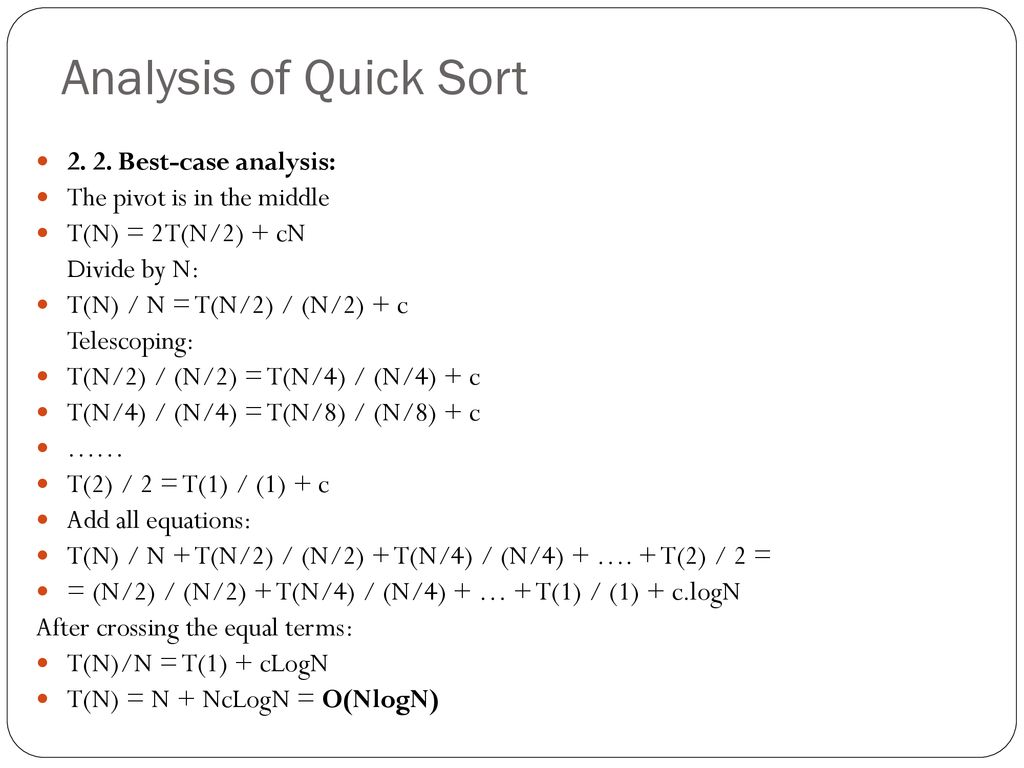 Analysis of Quick Sort
• 2. 2. Best-case analysis:
• The pivot is in the middle
• T(N) = 2T(N/2) + cN
Divide by N:
• T(N) / N = T(N/2) / (N/2) + c
Telescoping:
• T(N/2) / (N/2) = T(N/4) / (N/4) + c
• T(N/4) / (N/4) = T(N/8) / (N/8) + c
• ……
• T(2) / 2 = T(1) / (1) + c
• Add all equations:
• T(N) / N + T(N/2) / (N/2) + T(N/4) / (N/4) + …. + T(2) / 2 =
• = (N/2) / (N/2) + T(N/4) / (N/4) + … + T(1) / (1) + c.logN
After crossing the equal terms:
• T(N)/N = T(1) + cLogN
• T(N) = N + NcLogN = O(NlogN)